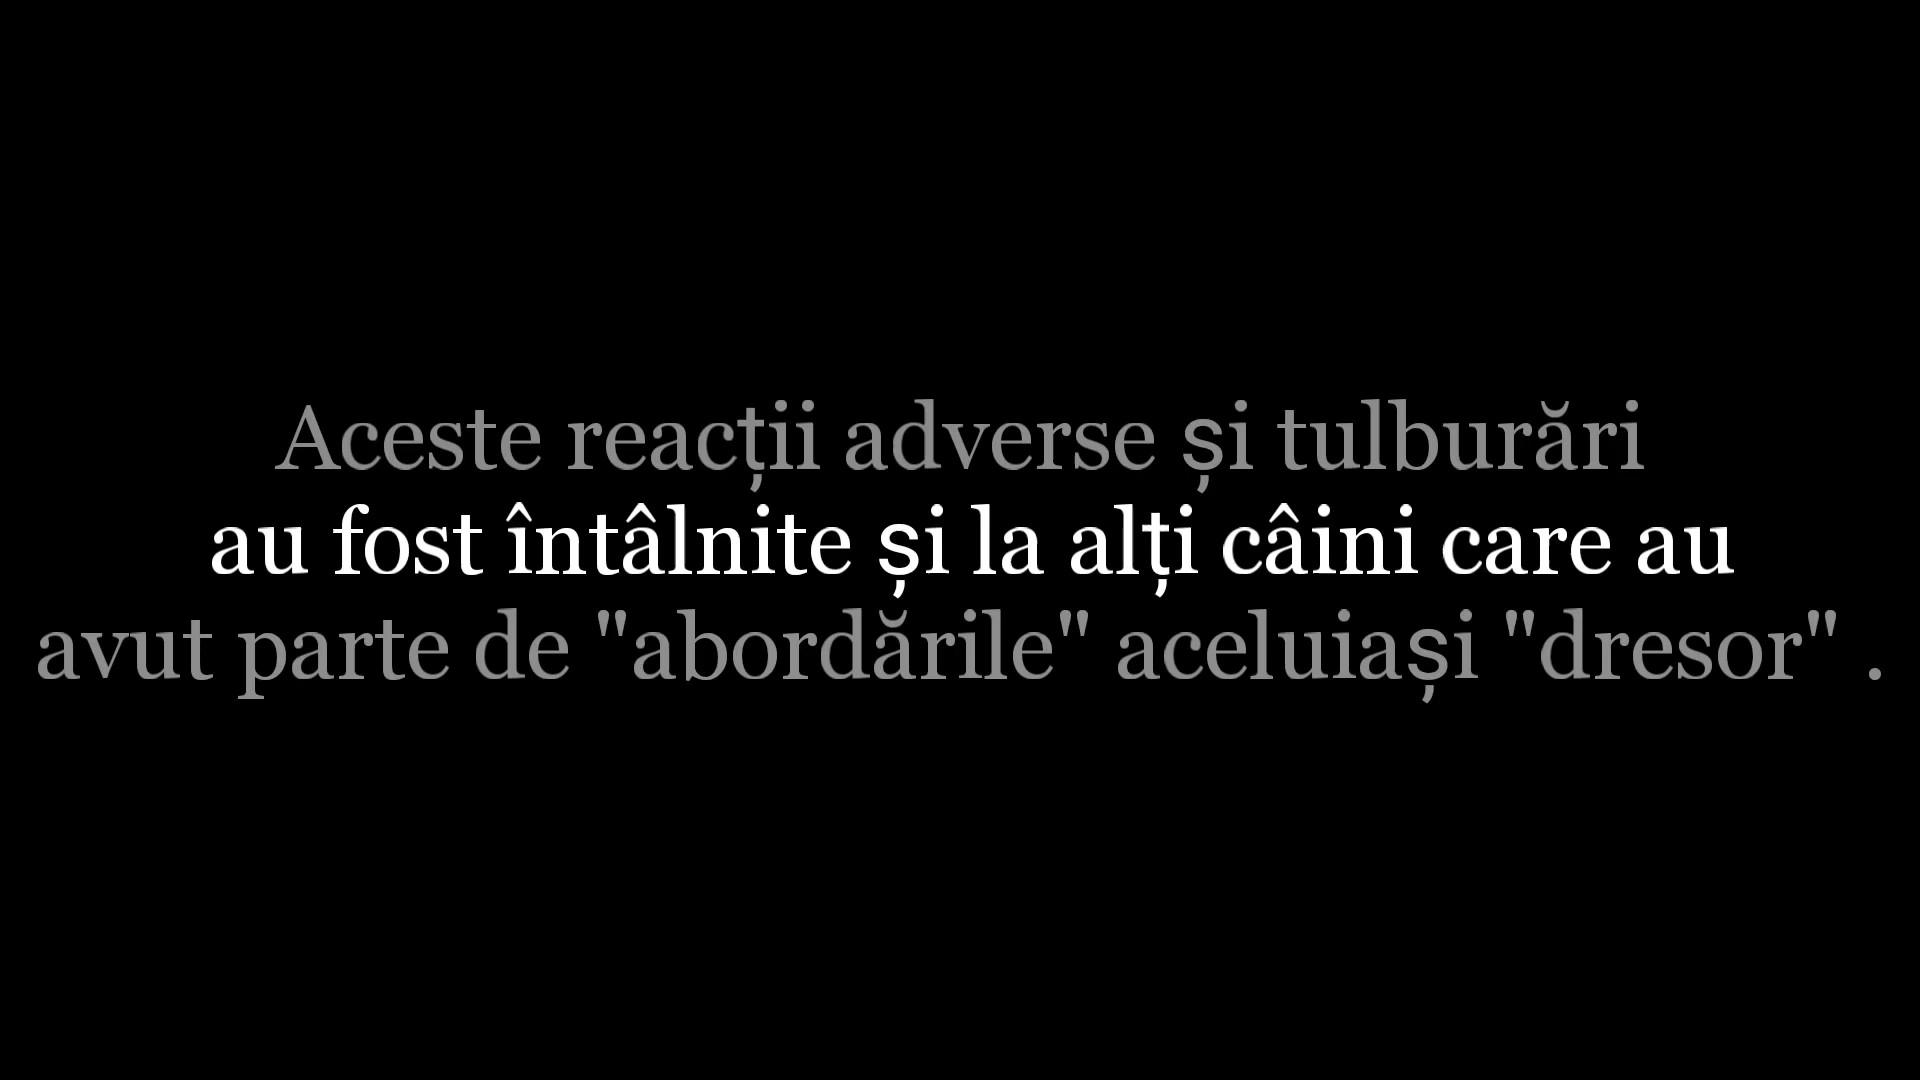 Aceste reacții adverse și tulburări
au fost întâlnite și la alți câini care au
avut parte de "abordările" aceluiași "dresor" .